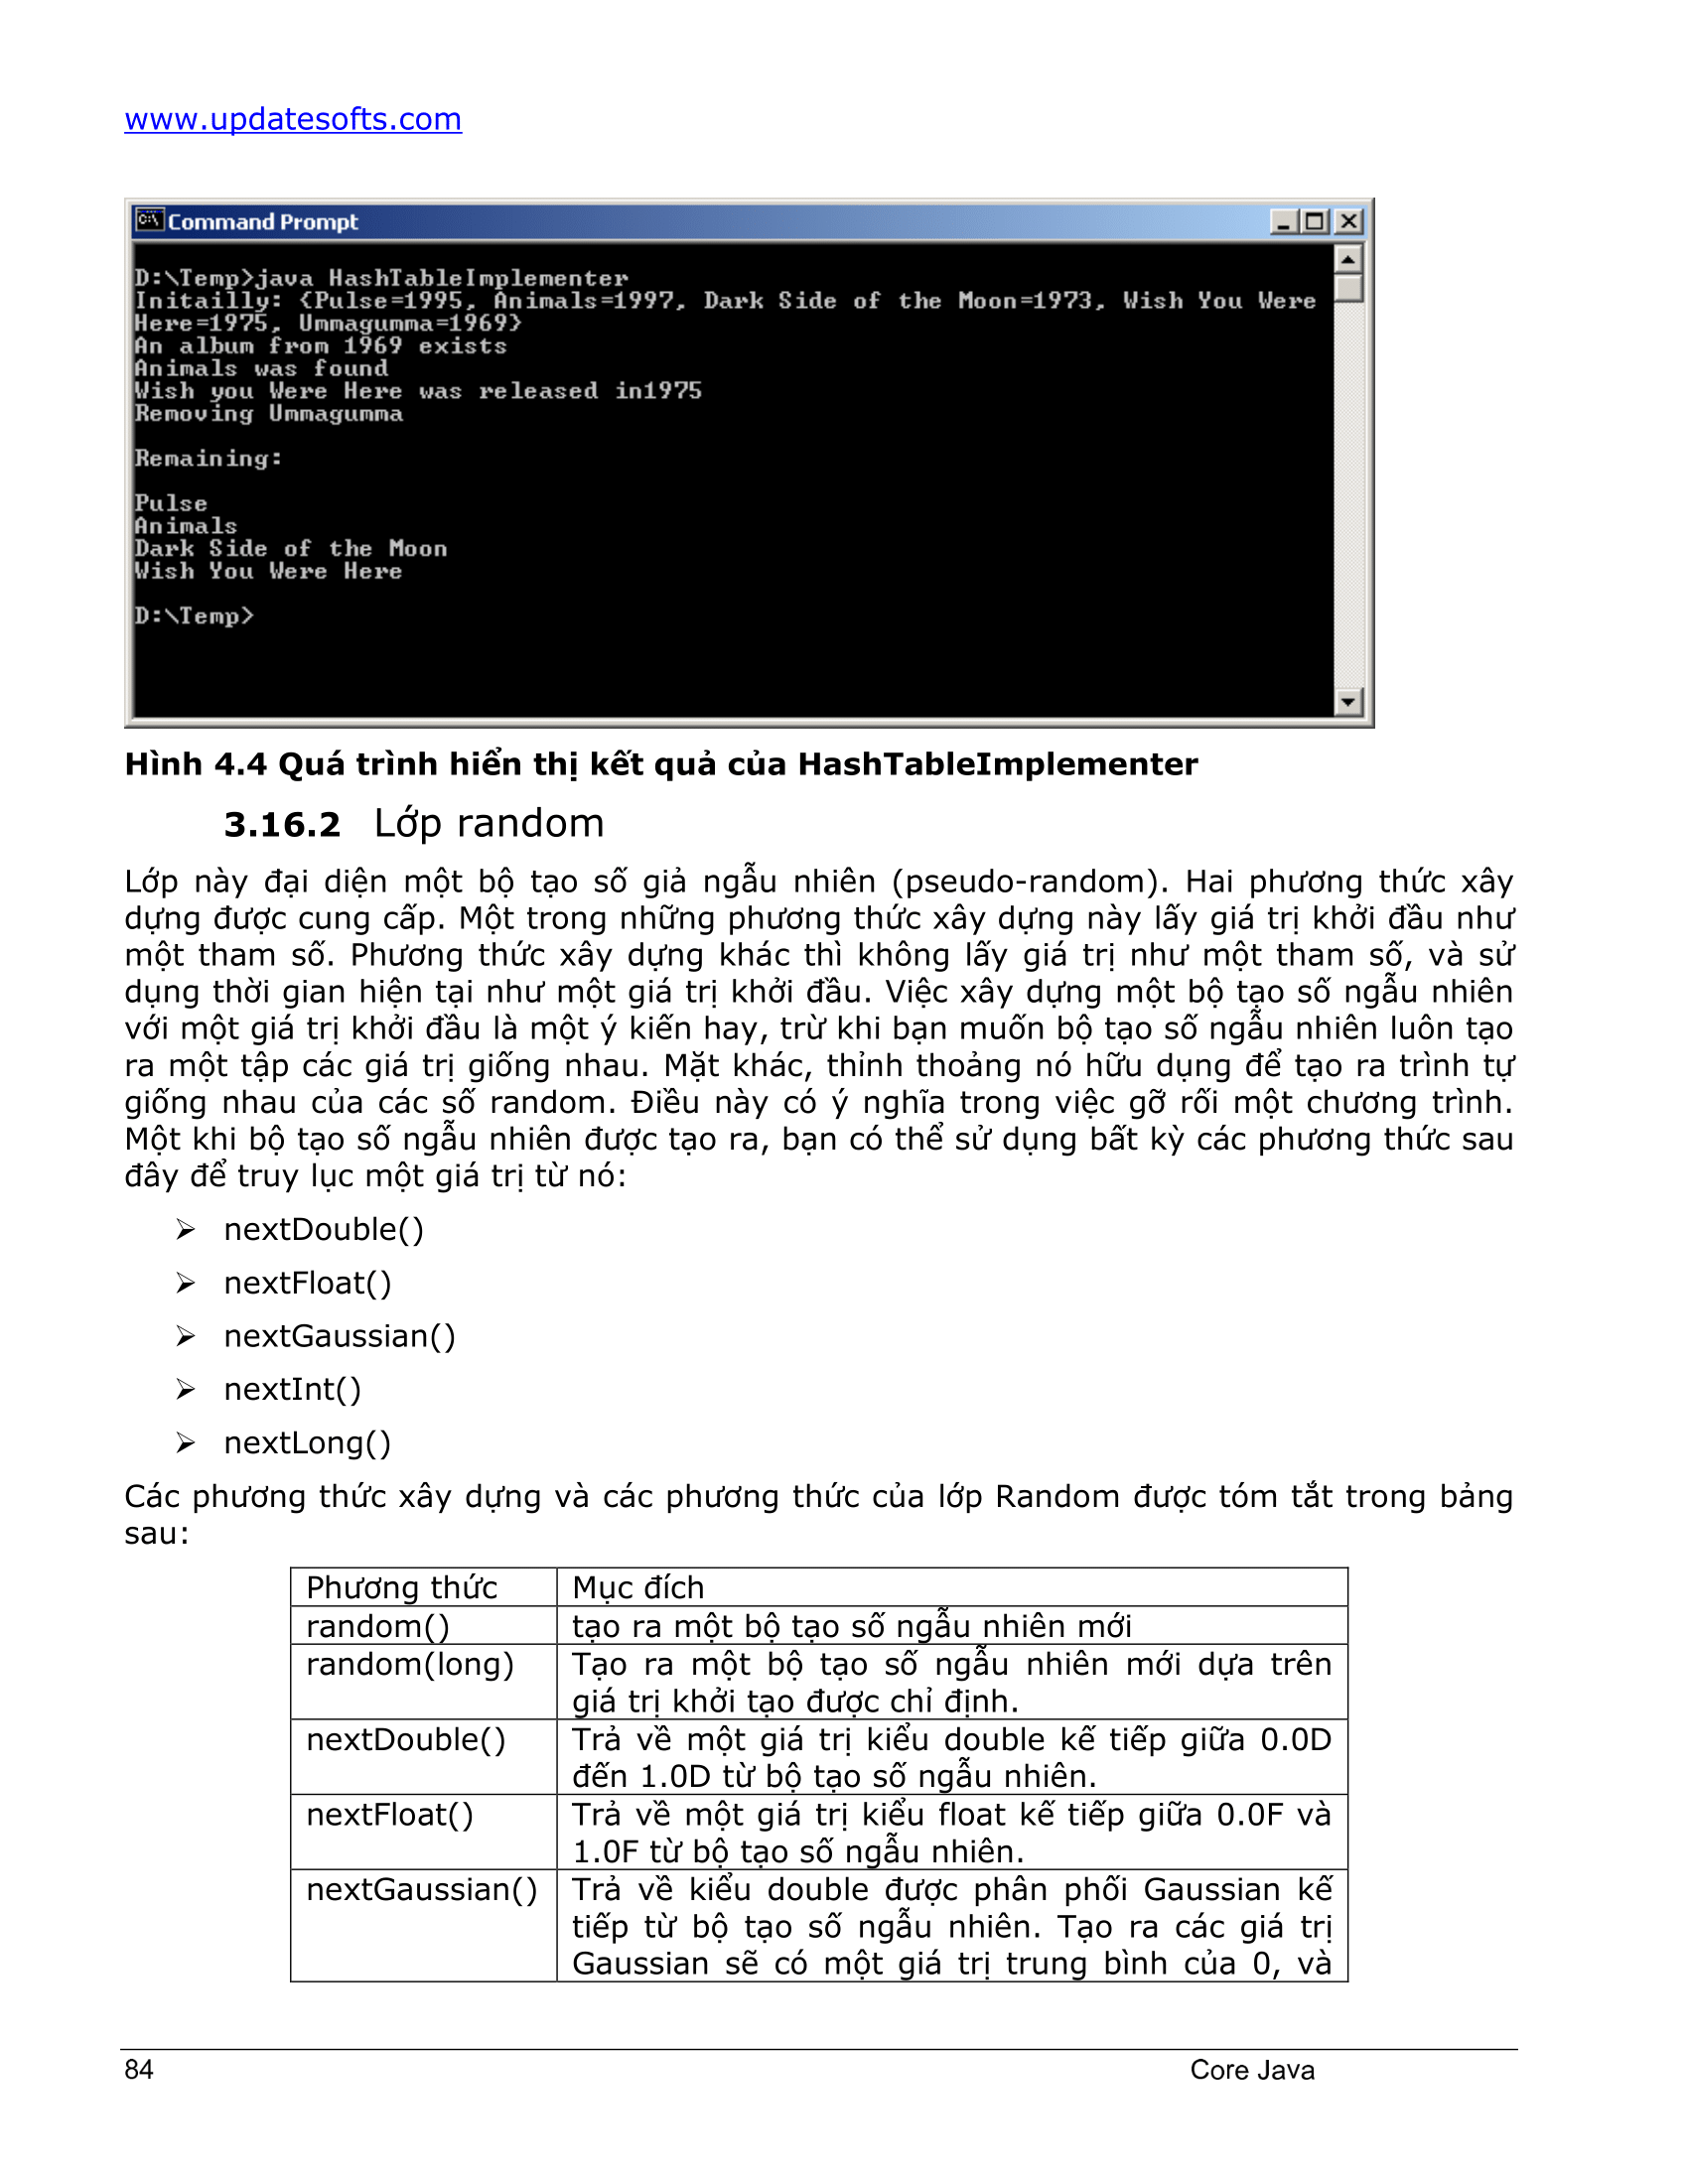 www.updatesofts.com
Command Prompt
D:\Temp>java HashTableImplementer
Initailly: {Pulse=1995, Animals=1997, Dark Side of the Moon=1973, Wish You Were
Here=1975, Ummagumma=1969}
An album from 1969 exists
Animals was found
Wish you Were Here was released in1975
Removing Ummagumma
Remaining:
Pulse
Animals
Dark Side of the Moon
Wish You Were Here
D:\Temp>
Hình 4.4 Quá trình hiển thị kết quả của HashTableImplementer
3.16.2 Lớp random
Lớp này đại diện một bộ tạo số giả ngẫu nhiên (pseudo-random). Hai phương thức xây
dựng được cung cấp. Một trong những phương thức xây dựng này lấy giá trị khởi đầu như
một tham số. Phương thức xây dựng khác thì không lấy giá trị như một tham số, và sử
dụng thời gian hiện tại như một giá trị khởi đầu. Việc xây dựng một bộ tạo số ngẫu nhiên
với một giá trị khởi đầu là một ý kiến hay, trừ khi bạn muốn bộ tạo số ngẫu nhiên luôn tạo
ra một tập các giá trị giống nhau. Mặt khác, thỉnh thoảng nó hữu dụng để tạo ra trình tự
giống nhau của các số random. Điều này có ý nghĩa trong việc gỡ rối một chương trình.
Một khi bộ tạo số ngẫu nhiên được tạo ra, bạn có thể sử dụng bất kỳ các phương thức sau
đây để truy lục một giá trị từ nó:
➢ nextDouble()
➢ nextFloat()
➢ nextGaussian()
➢ nextInt()
➢ nextLong()
Các phương thức xây dựng và các phương thức của lớp Random được tóm tắt trong bảng
sau:
Phương thức Mục đích
random() tạo ra một bộ tạo số ngẫu nhiên mới
random(long) Tạo ra một bộ tạo số ngẫu nhiên mới dựa trên
giá trị khởi tạo được chỉ định.
nextDouble() Trả về một giá trị kiểu double kế tiếp giữa 0.0D
đến 1.0D từ bộ tạo số ngẫu nhiên.
nextFloat() Trả về một giá trị kiểu float kế tiếp giữa 0.0F và
1.0F từ bộ tạo số ngẫu nhiên.
nextGaussian() Trả về kiểu double được phân phối Gaussian kế
tiếp từ bộ tạo số ngẫu nhiên. Tạo ra các giá trị
Gaussian sẽ có một giá trị trung bình của 0, và
84 Core Java